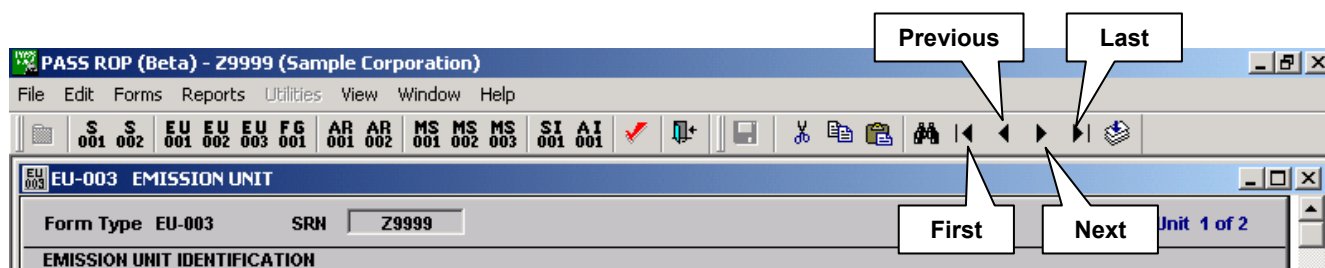 Previous
Last
PASS ROP (Beta) - Z9999 (Sample Corporation)
File Edit Forms Reports Utilities View Window Help
S 001 S 002 EU 001 EU 002 EU 003 FG 001 AR 001 AR 002 MS 001 MS 002 MS 003 SI 001 AI 001
EU 003 EU-003 EMISSION UNIT
Form Type EU-003 SRN Z9999 Unit 1 of 2
First
Next
EMISSION UNIT IDENTIFICATION